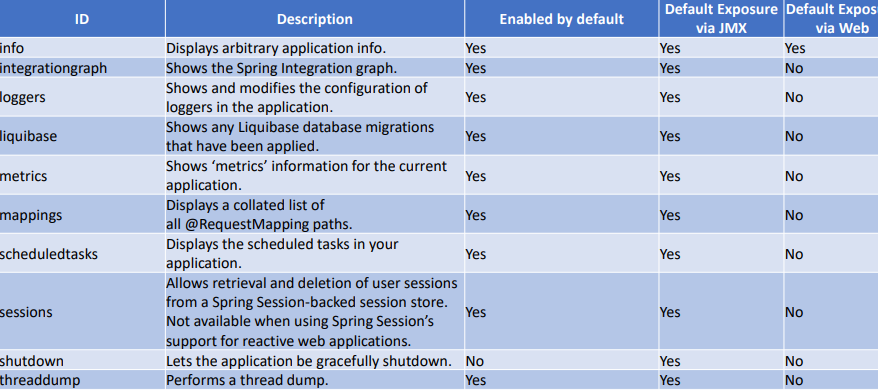 ID Description Enabled by default Default Exposure via JMX Default Expos via Web
info Displays arbitrary application info. Yes Yes Yes
integrationgraph Shows the Spring Integration graph. Yes Yes No
loggers Shows and modifies the configuration of
loggers in the application. Yes Yes No
liquibase Shows any Liquibase database migrations
that have been applied. Yes Yes No
metrics Shows ‘metrics’ information for the current
application. Yes Yes No
mappings Displays a collated list of
all @RequestMapping paths. Yes Yes No
scheduledtasks Displays the scheduled tasks in your
application. Yes Yes No
sessions Allows retrieval and deletion of user sessions
from a Spring Session-backed session store.
Not available when using Spring Session’s
support for reactive web applications. Yes Yes No
shutdown Lets the application be gracefully shutdown. No Yes No
threaddump Performs a thread dump. Yes Yes No